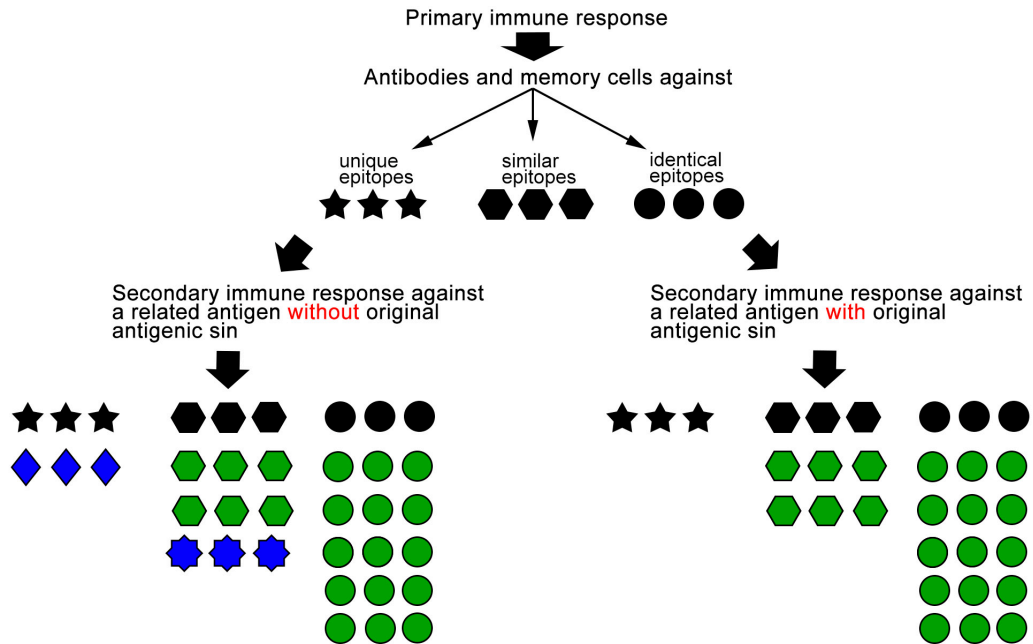 Primary immune response
Antibodies and memory cells against
unique
epitopes
similar
epitopes
identical
epitopes
Secondary immune response against
a related antigen without original
antigenic sin
Secondary immune response against
a related antigen with original
antigenic sin